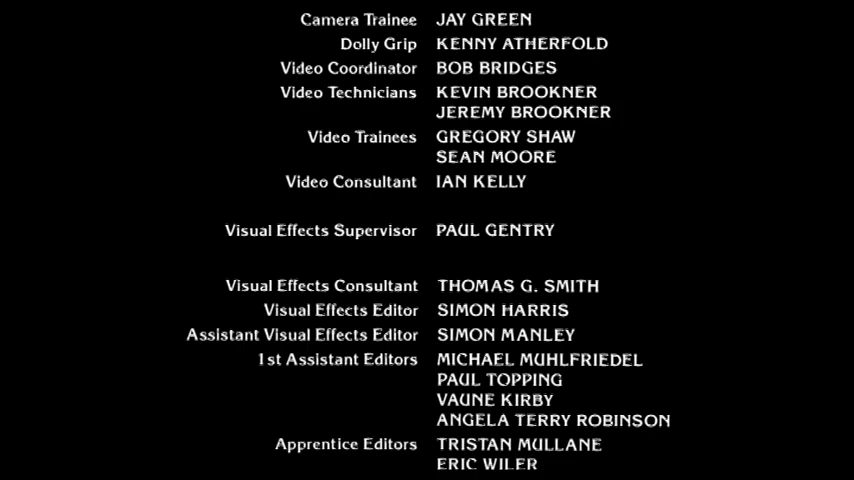 Camera Trainee JAY GREEN
Dolly Grip KENNY ATHERFOLD
Video Coordinator BOB BRIDGES
Video Technicians KEVIN BROOKNER
JEREMY BROOKNER
Video Trainees GREGORY SHAW
SEAN MOORE
Video Consultant IAN KELLY
Visual Effects Supervisor PAUL GENTRY
Visual Effects Consultant THOMAS G. SMITH
Visual Effects Editor SIMON HARRIS
Assistant Visual Effects Editor SIMON MANLEY
1st Assistant Editors MICHAEL MUHLFRIEDEL
PAUL TOPPING
VAUNE KIRBY
ANGELA TERRY ROBINSON
Apprentice Editors TRISTAN MULLANE
ERIC WILER